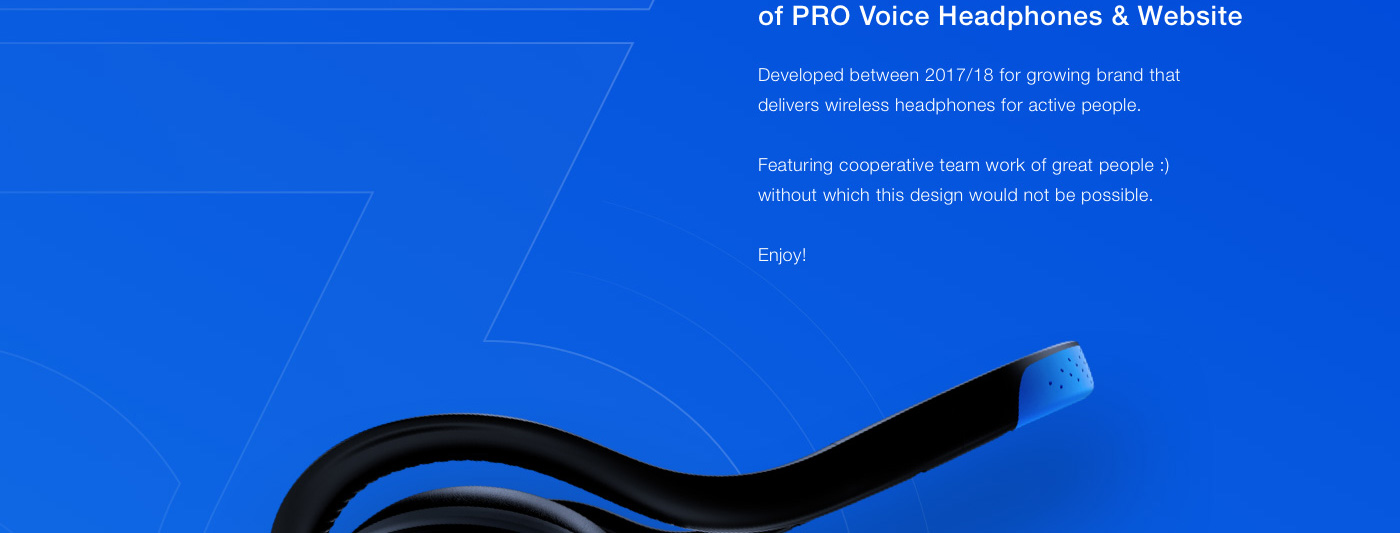 of PRO Voice Headphones & Website
Developed between 2017/18 for growing brand that
delivers wireless headphones for active people.
Featuring cooperative team work of great people :)
without which this design would not be possible.
Enjoy!